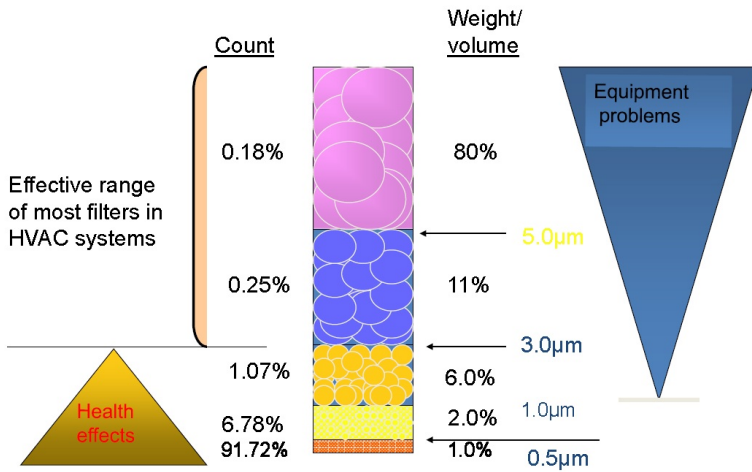 Count
Weight/
volume
Equipment
problems
0.18%
80%
Effective range
of most filters in
HVAC systems
5.0µm
0.25%
11%
3.0µm
1.07%
6.0%
Health
effects
6.78%
2.0%
1.0µm
91.72%
1.0%
0.5µm